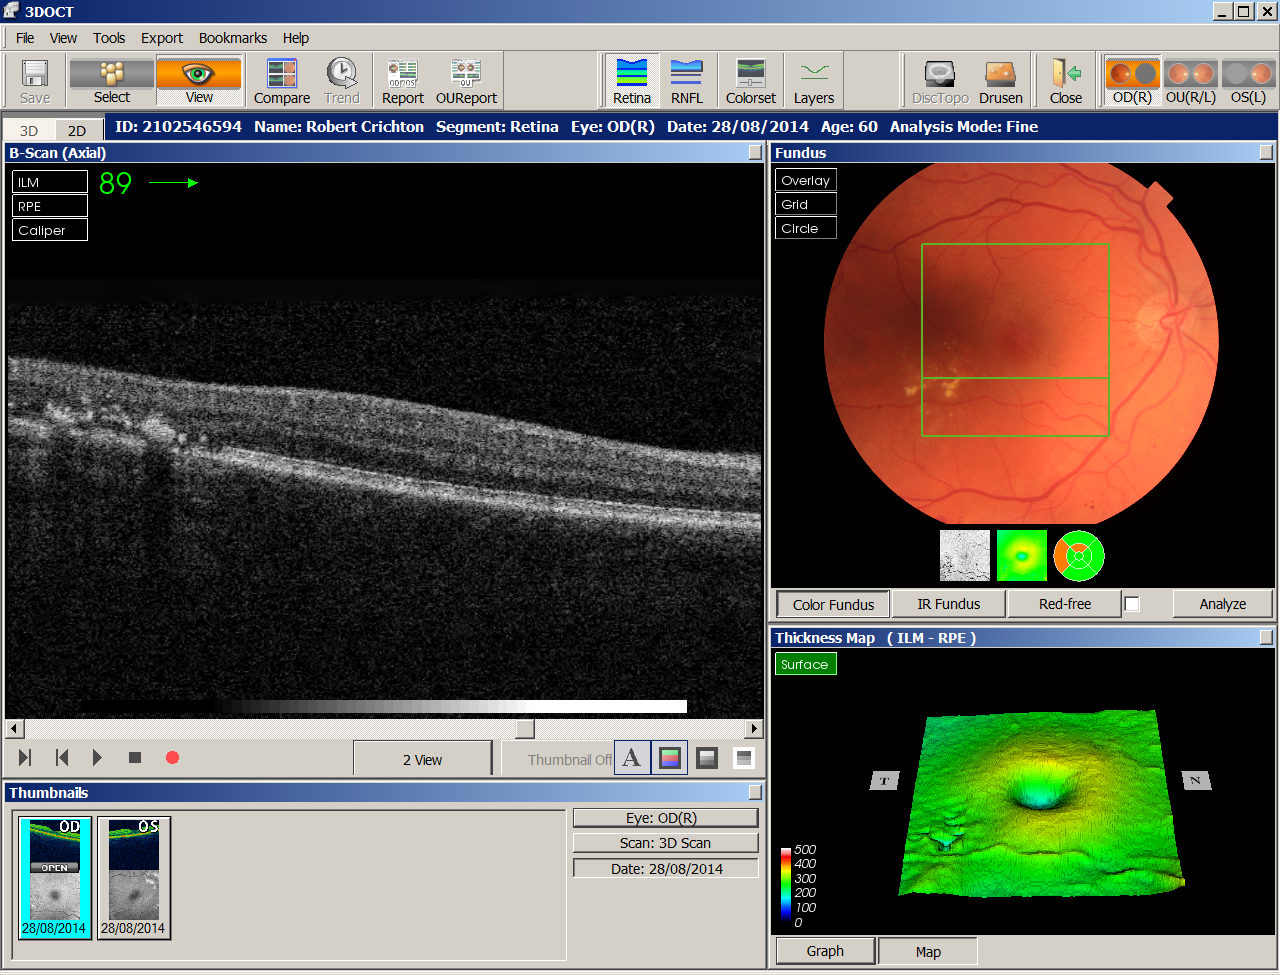 3DOCT
File View Tools Export Bookmarks Help
Save Select View Compare Trend Report OUReport Retina RNFL Colorset Layers DiscTopo Drusen Close OD(R) OU(R/L) OS(L)
OD/OS OU
3D 2D ID: 2102546594 Name: Robert Crichton Segment: Retina Eye: OD(R) Date: 28/08/2014 Age: 60 Analysis Mode: Fine
B-Scan (Axial)
ILM 89
RPE
Caliper
2 View Thumbnail Off A
Fundus
Overlay
Grid
Circle
Color Fundus IR Fundus Red-free Analyze
Thickness Map ( ILM - RPE )
Surface
T N
500
400
300
200
100
0
Graph Map
Thumbnails
OD OS
OPEN
28/08/2014 28/08/2014
Eye: OD(R)
Scan: 3D Scan
Date: 28/08/2014